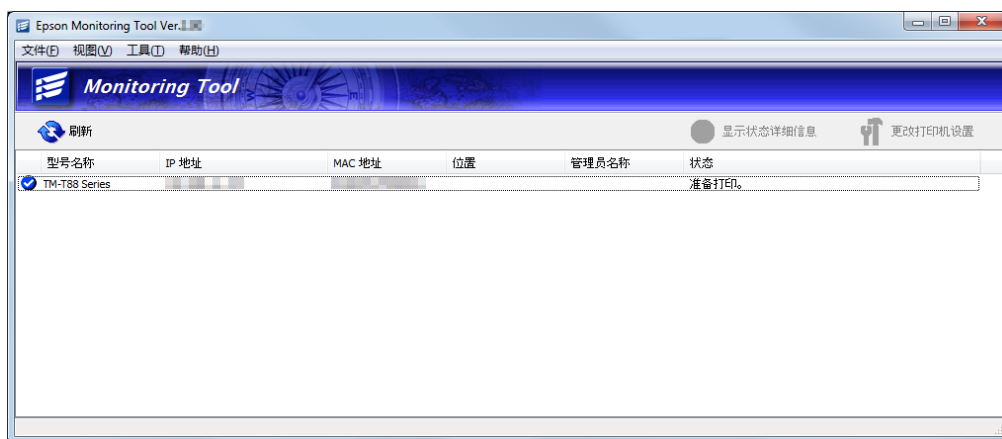 Epson Monitoring Tool Ver.
文件(F) 视图(V) 工具(T) 帮助(H)
Monitoring Tool
刷新 显示状态详细信息 更改打印机设置
型号名称 IP 地址 MAC 地址 位置 管理员名称 状态
TM-T88 Series 准备打印。